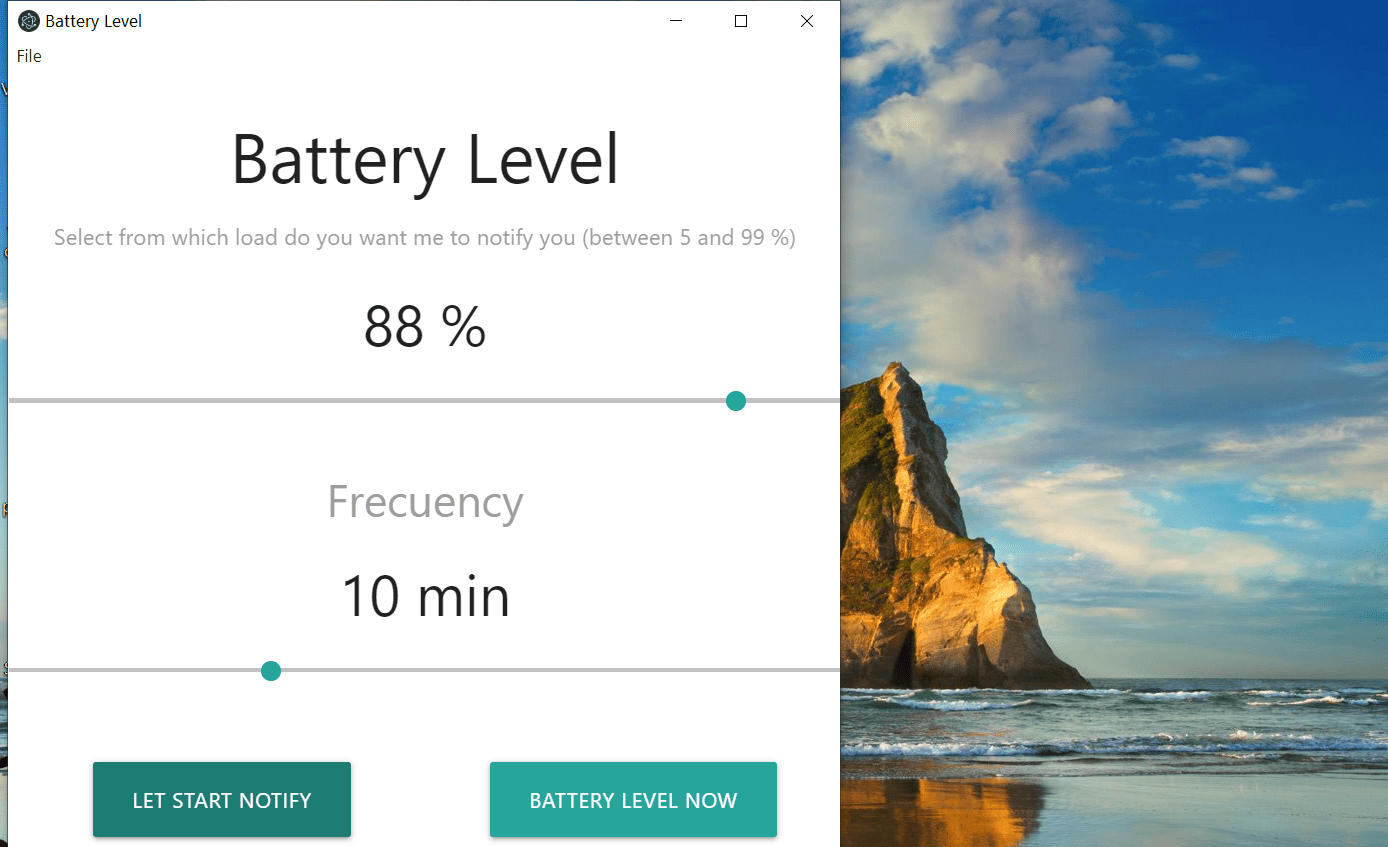 Battery Level
File
Battery Level
Select from which load do you want me to notify you (between 5 and 99 %)
88 %
Frecuency
10 min
LET START NOTIFY
BATTERY LEVEL NOW